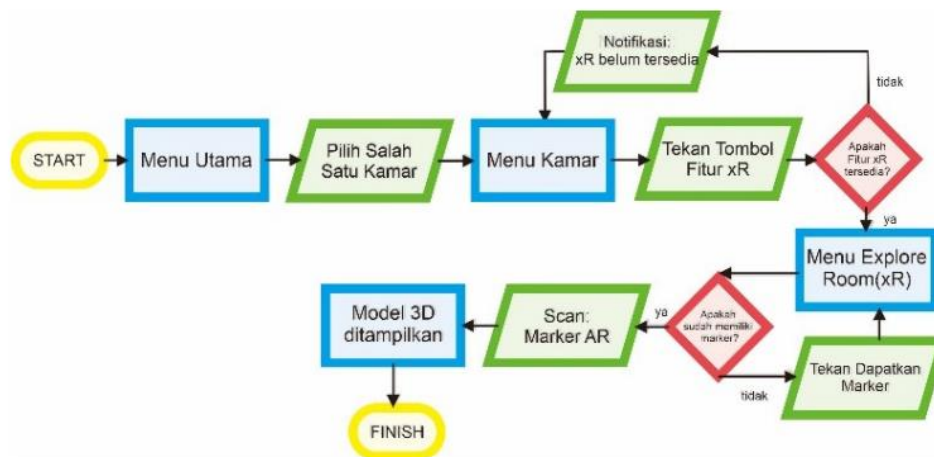 Notifikasi:
xR belum tersedia
tidak
START
Menu Utama
Pilih Salah
Satu Kamar
Menu Kamar
Tekan Tombol
Fitur xR
Apakah
Fitur xR
tersedia?
ya
Menu Explore
Room(xR)
Apakah
sudah memiliki
marker?
ya
Scan:
Marker AR
Model 3D
ditampilkan
tidak
Tekan Dapatkan
Marker
FINISH